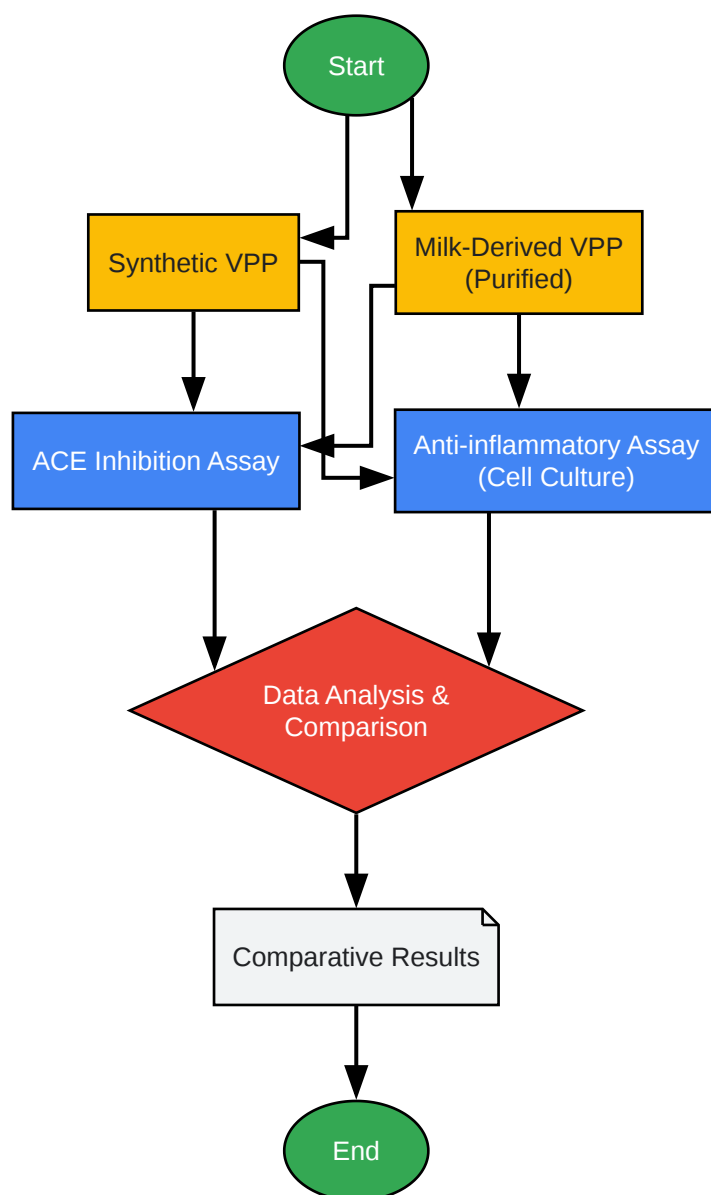 Start
Synthetic VPP
Milk-Derived VPP
(Purified)
ACE Inhibition Assay
Anti-inflammatory Assay
(Cell Culture)
Data Analysis &
Comparison
Comparative Results
End